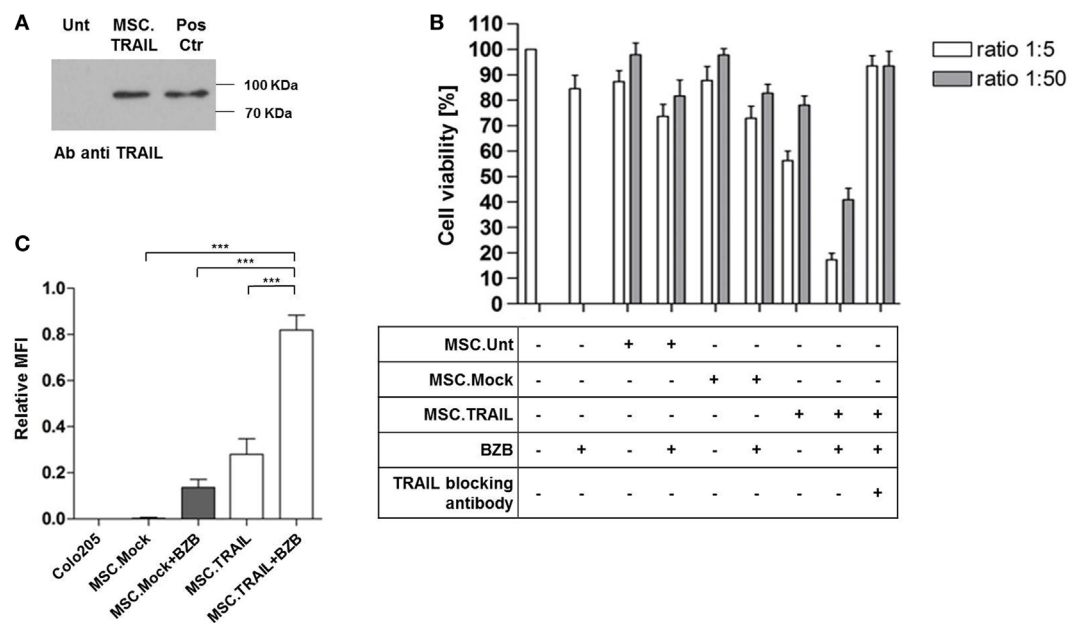 A
Unt
MSC.
TRAIL
Pos
Ctr
100 KDa
70 KDa
Ab anti TRAIL
B
Cell viability [%]
110
100
90
80
70
60
50
40
30
20
10
0
ratio 1:5
ratio 1:50
MSC.Unt - - + + - - - - -
MSC.Mock - - - - + + - - -
MSC.TRAIL - - - - - - + + +
BZB - + - + - + - + +
TRAIL blocking
antibody - - - - - - - - +
C
***
***
***
Relative MFI
1.0
0.8
0.6
0.4
0.2
0.0
Colo205
MSC.Mock
MSC.Mock+BZB
MSC.TRAIL
MSC.TRAIL+BZB